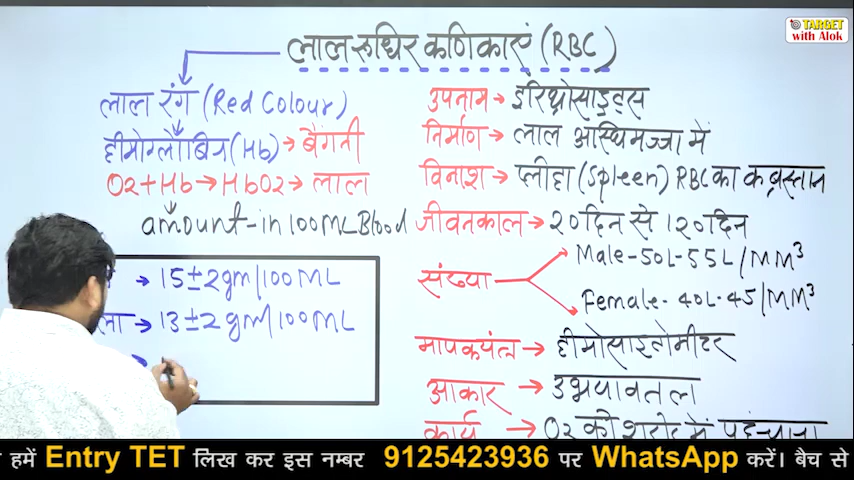 लाल रुधिर कणिकाएं (RBC)
TARGET
with Alok
लाल रंग (Red Colour)
हीमोग्लोबिन (Hb) → बैंगनी
O2+Hb→HbO2→ लाल
amount-in 100ML Blood
→ 15±2gm/100ML
ला → 13±2gm/100ML
→
उपनाम → इरिथ्रोसाइट्स
निर्माण → लाल अस्थिमज्जा में
विनाश → प्लीहा (Spleen) RBC का कब्रस्तान
जीवनकाल → 20दिन से 120दिन
संख्या
Male-50L-55L/MM³
Female-40L-45/MM³
मापकयंत्र → हीमोसाइटोमीटर
आकार → उभयावतल
कार्य → O2 को शरीर में पहुंचाना
हमें Entry TET लिख कर इस नम्बर 9125423936 पर WhatsApp करें। बैच से